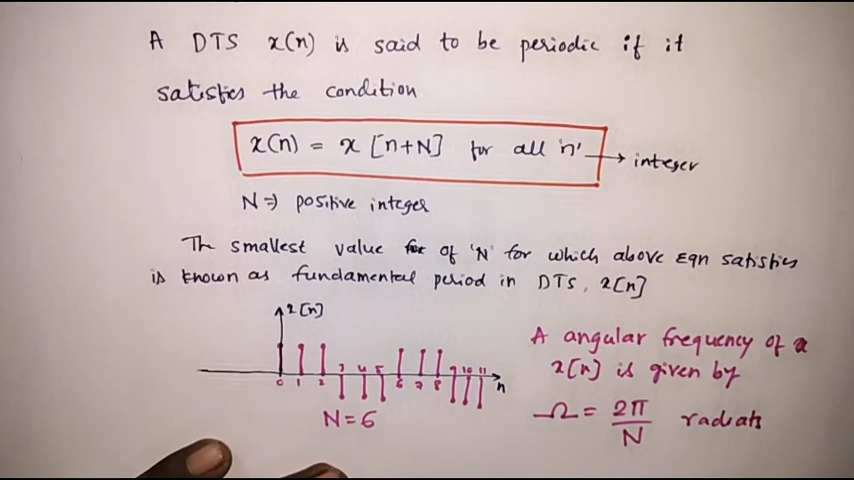 A DTS x(n) is said to be periodic if it
satisfies the condition
x(n) = x [n+N] for all 'n' → integer
N ⇒ positive integer
The smallest value of 'N' for which above Eqn satisfies
is known as fundamental period in DTS, x[n]
x[n]
0 1 2 3 4 5 6 7 8 9 10 11 n
N=6
A angular frequency of
x[n] is given by
Ω = 2π/N radians